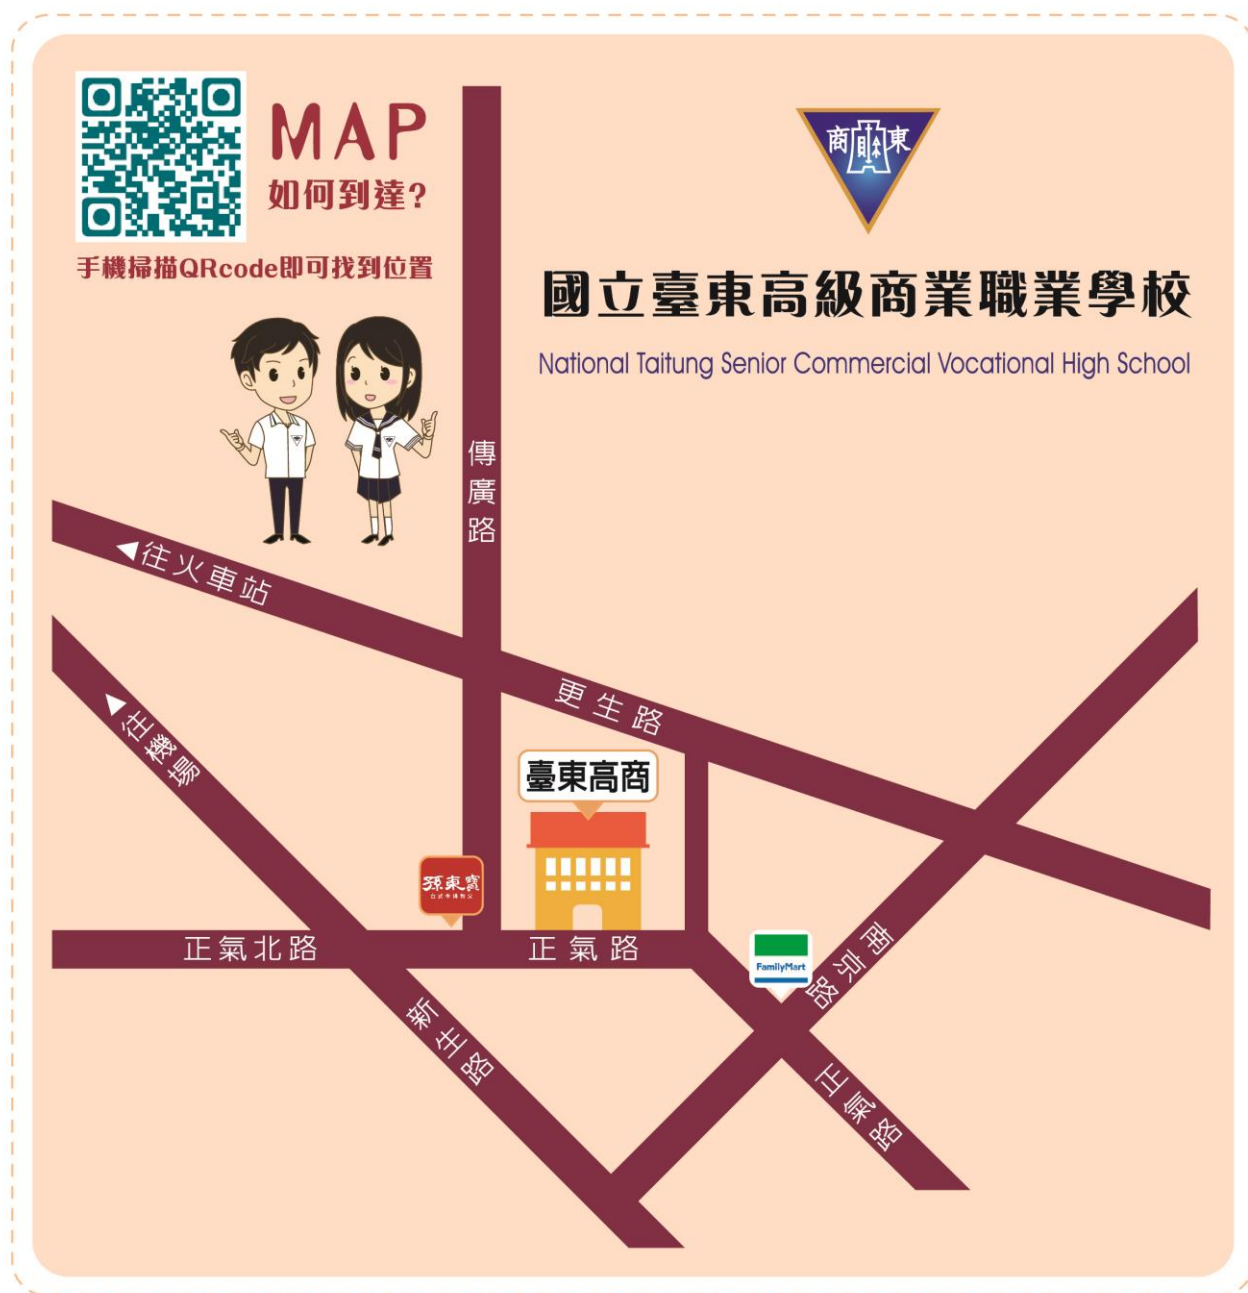 MAP
如何到達?
手機掃描QRcode即可找到位置
商 東
國立臺東高級商業職業學校
National Taitung Senior Commercial Vocational High School
傳廣路
往火車站
更生路
往機場
臺東高商
孫東寶
正氣北路
正氣路
FamilyMart
南京路
新生路
正氣路